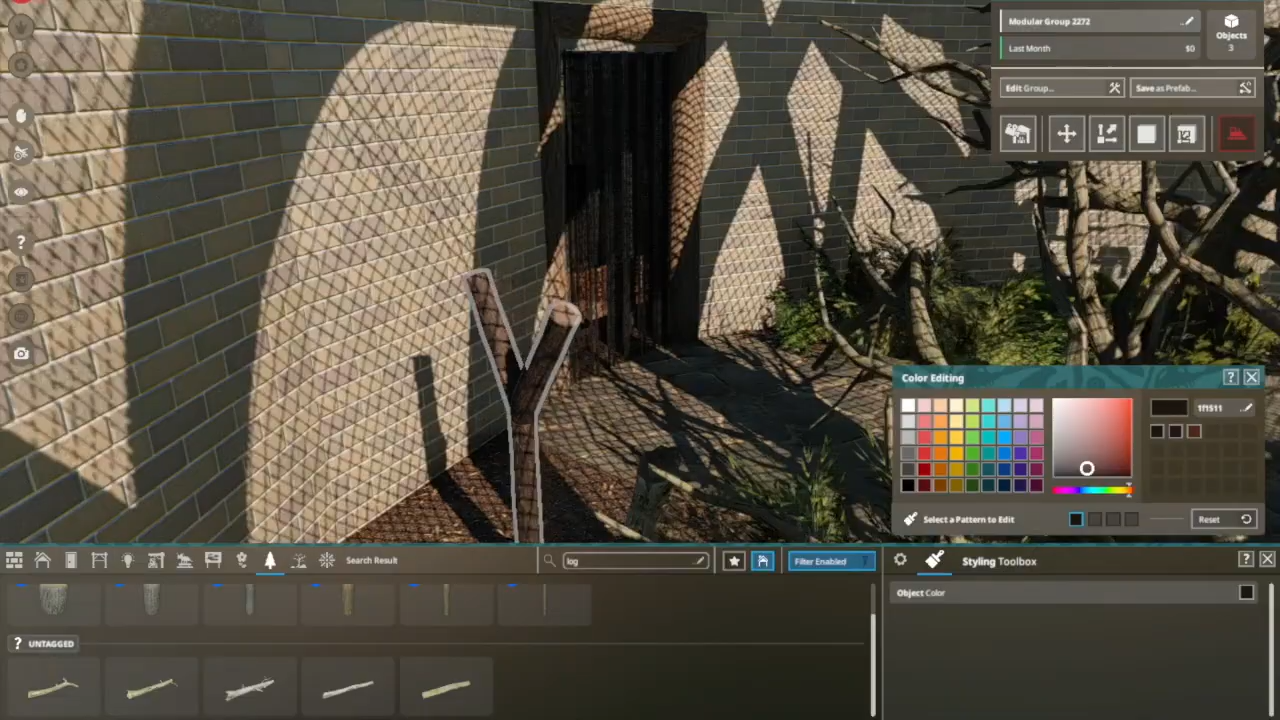 Modular Group 2272
Objects
3
Last Month $0
Edit Group...
Save as Prefab...
?
Color Editing
?
1f1511
Select a Pattern to Edit
Reset
Search Result
log
Filter Enabled
Styling Toolbox
?
Object Color
? UNTAGGED